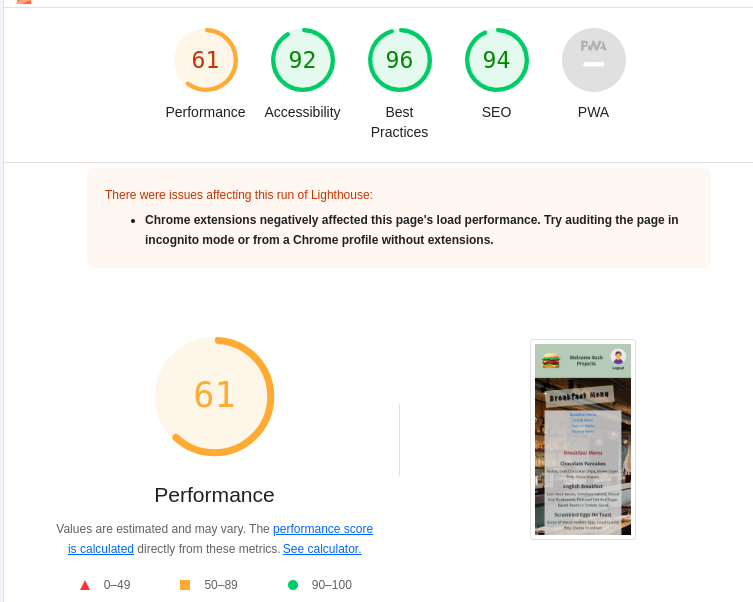 61
92
96
94
PWA
Performance
Accessibility
Best
Practices
SEO
PWA
There were issues affecting this run of Lighthouse:
Chrome extensions negatively affected this page's load performance. Try auditing the page in
incognito mode or from a Chrome profile without extensions.
61
Performance
Values are estimated and may vary. The performance score
is calculated directly from these metrics. See calculator.
0–49
50–89
90–100
Welcome Back
Projects
Logout
Breakfast Menu
Breakfast Menu
Breakfast Menu
Chocolate Pancakes
English Breakfast
Scrambled Eggs On Toast